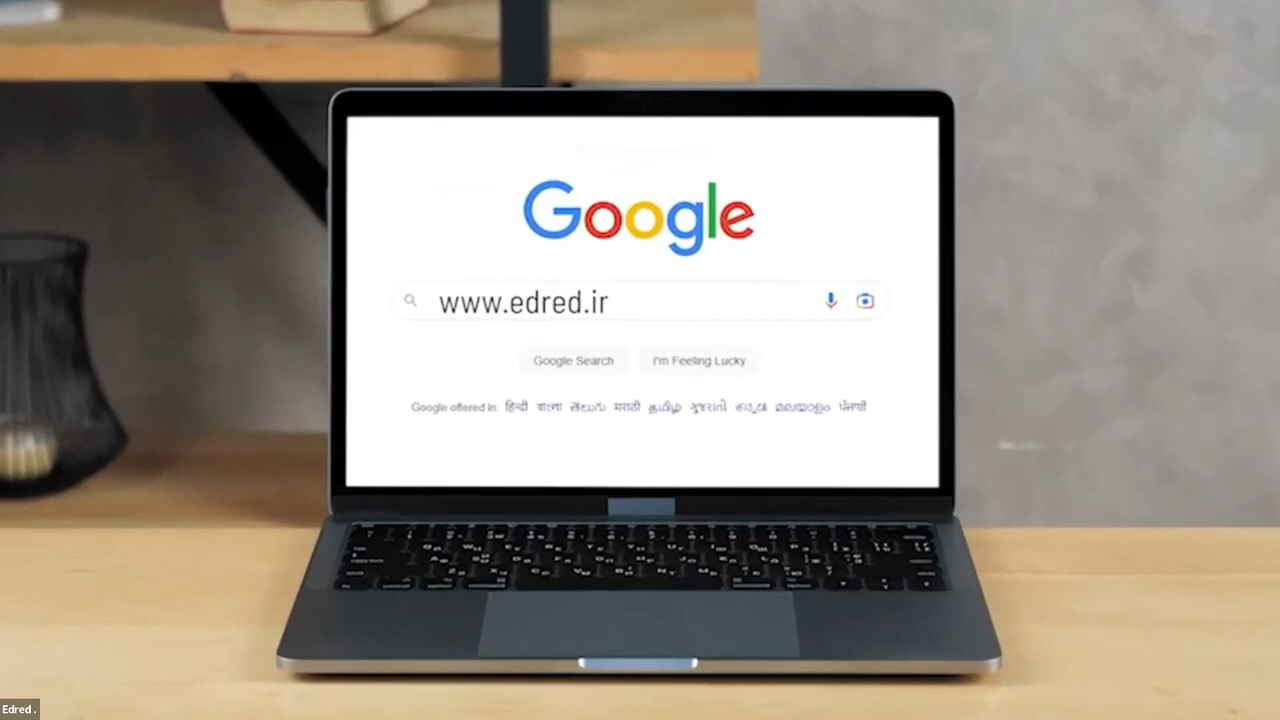 Google
www.edred.ir
Google Search I'm Feeling Lucky
Google offered in: हिन्दी বাংলা తెలుగు मराठी தமிழ் ગુજરાતી ಕನ್ನಡ മലയാളം ਪੰਜਾਬੀ
Edred .